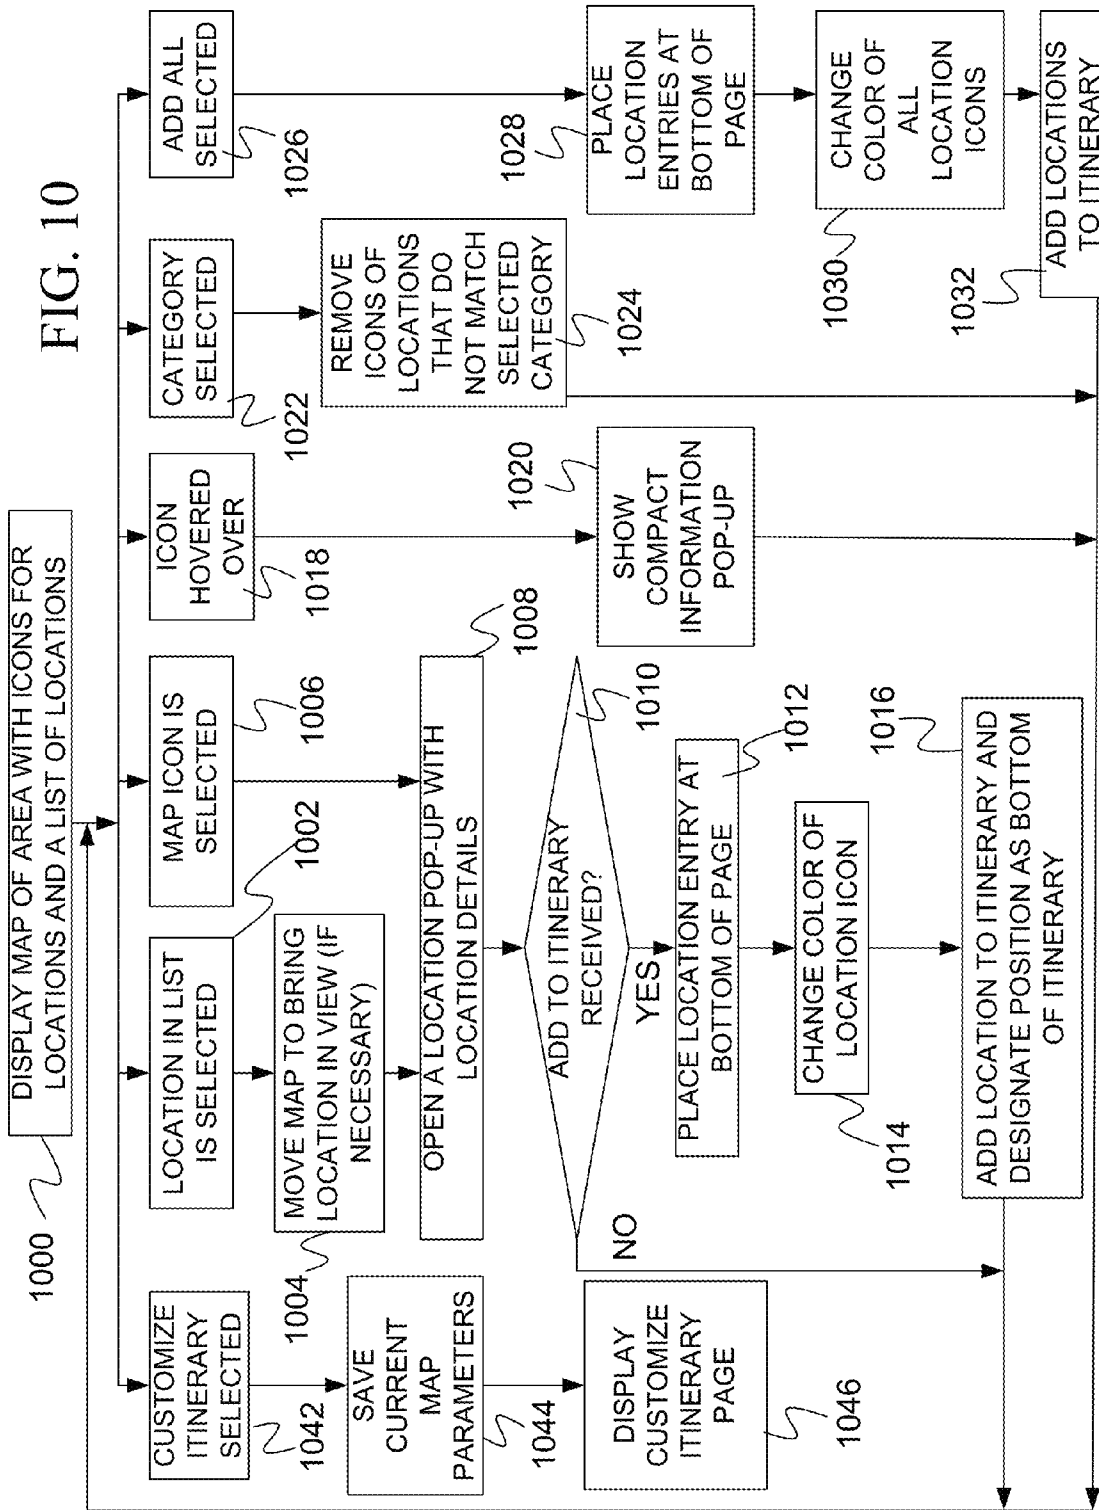 FIG. 10
DISPLAY MAP OF AREA WITH ICONS FOR
LOCATIONS AND A LIST OF LOCATIONS
1000
CUSTOMIZE
ITINERARY
SELECTED
1042
SAVE
CURRENT
MAP
PARAMETERS
1044
DISPLAY
CUSTOMIZE
ITINERARY
PAGE
1046
LOCATION IN LIST
IS SELECTED
1002
MOVE MAP TO BRING
LOCATION IN VIEW (IF
NECESSARY)
1004
MAP ICON IS
SELECTED
1006
OPEN A LOCATION POP-UP WITH
LOCATION DETAILS
1008
ADD TO ITINERARY
RECEIVED?
1010
NO
YES
PLACE LOCATION ENTRY AT
BOTTOM OF PAGE
1012
CHANGE COLOR OF
LOCATION ICON
1014
ADD LOCATION TO ITINERARY AND
DESIGNATE POSITION AS BOTTOM
OF ITINERARY
1016
ICON
HOVERED
OVER
1018
SHOW
COMPACT
INFORMATION
POP-UP
1020
CATEGORY
SELECTED
1022
REMOVE
ICONS OF
LOCATIONS
THAT DO
NOT MATCH
SELECTED
CATEGORY
1024
ADD ALL
SELECTED
1026
PLACE
LOCATION
ENTRIES AT
BOTTOM OF
PAGE
1028
CHANGE
COLOR OF
ALL
LOCATION
ICONS
1030
ADD LOCATIONS
TO ITINERARY
1032